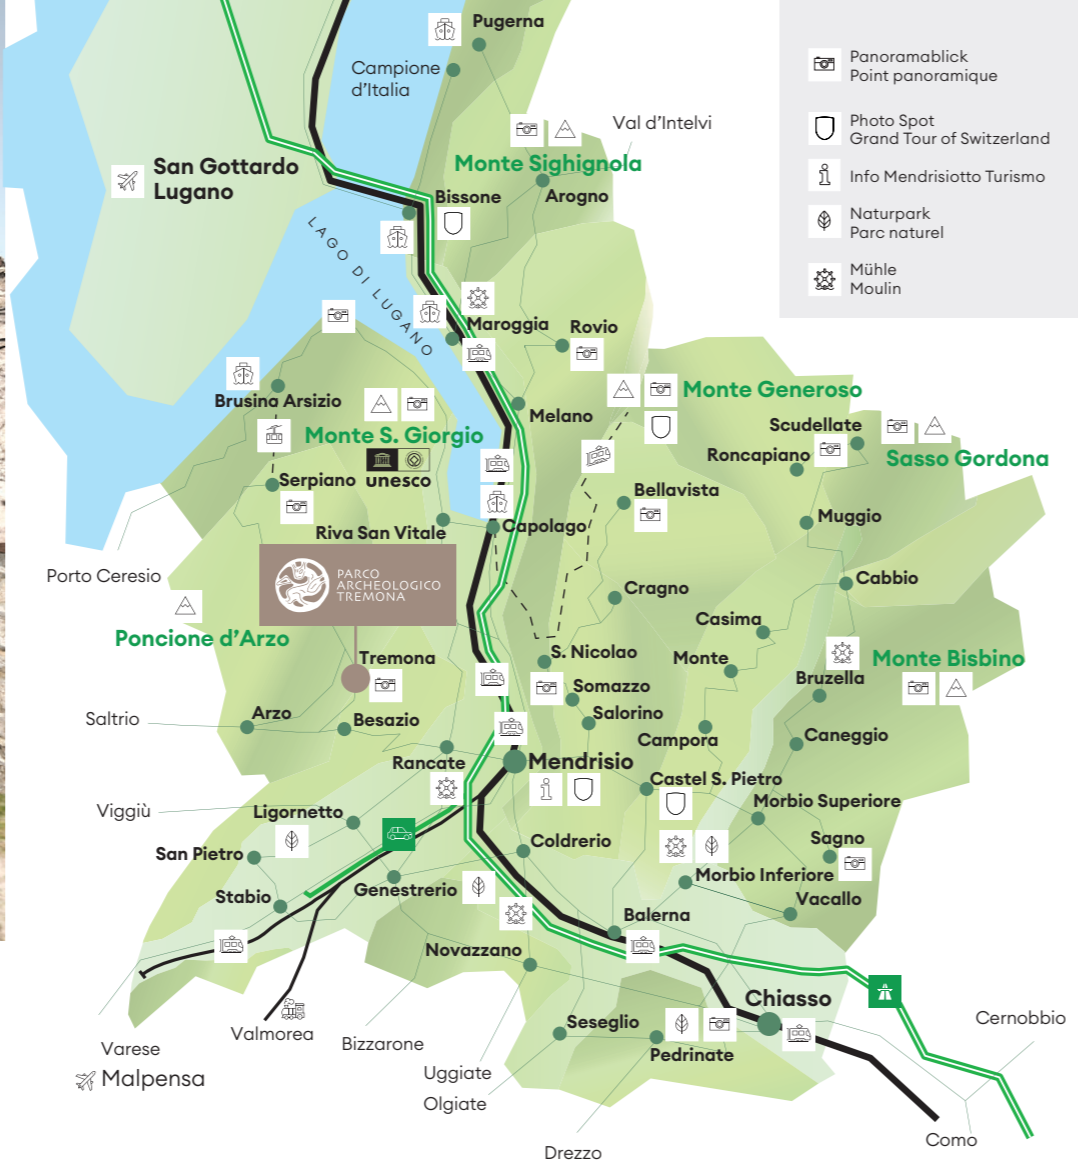 Pugerna
Campione
d'Italia
Val d'Intelvi
Monte Sighignola
San Gottardo
Lugano
Bissone
Arogno
LAGO DI LUGANO
Maroggia
Rovio
Brusina Arsizio
Monte Generoso
Melano
Scudellate
Monte S. Giorgio
Roncapiano
Sasso Gordona
unesco
Serpiano
Bellavista
Riva San Vitale
Capolago
Muggio
Porto Ceresio
PARCO
ARCHEOLOGICO
TREMONA
Cragno
Cabbio
Casima
Poncione d'Arzo
Tremona
S. Nicolao
Monte
Monte Bisbino
Bruzella
Somazzo
Saltrio
Arzo
Besazio
Salorino
Campora
Caneggio
Rancate
Mendrisio
Castel S. Pietro
Viggiù
Ligornetto
Morbio Superiore
San Pietro
Coldrerio
Sagno
Genestrerio
Morbio Inferiore
Stabio
Vacallo
Balerna
Novazzano
Chiasso
Valmorea
Seseglio
Cernobbio
Varese
Bizzarone
Pedrinate
Malpensa
Uggiate
Olgiate
Como
Drezzo
Panoramablick
Point panoramique
Photo Spot
Grand Tour of Switzerland
Info Mendrisiotto Turismo
Naturpark
Parc naturel
Mühle
Moulin